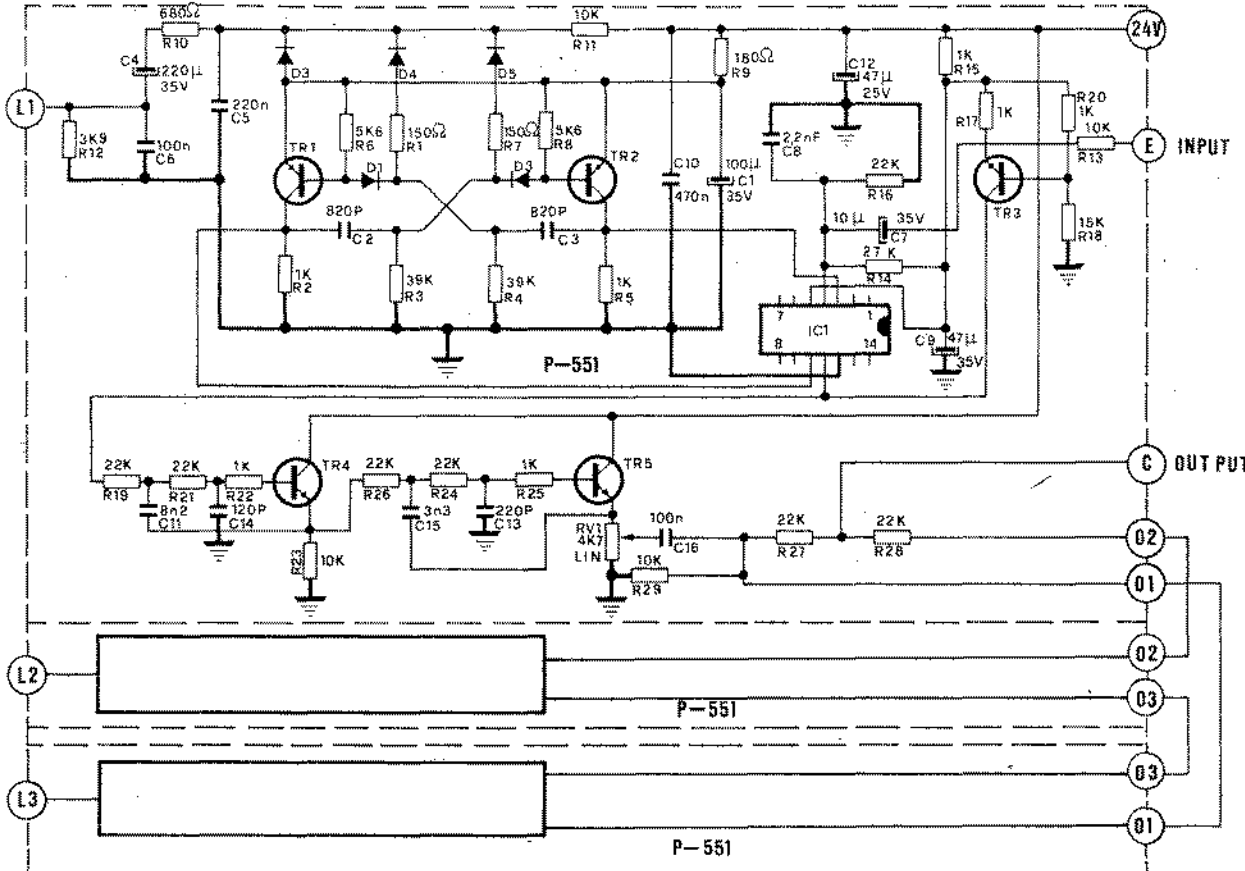 680Ω
R10
C4
220µ
35V
L1
3K9
R12
100n
C6
220n
C5
D3
D4
D5
10K
R11
180Ω
R9
C12
47µ
25V
1K
R15
24V
5K6
R6
150Ω
R1
150Ω
R7
5K6
R8
TR1
TR2
D1
D3
820P
C2
820P
C3
1K
R2
39K
R3
39K
R4
1K
R5
C10
470n
100µ
C1
35V
2,2nF
C8
22K
R16
10µ
35V
C7
27K
R14
R17
1K
R20
1K
10K
R13
E
INPUT
TR3
15K
R18
7
1
IC1
8
14
C9
47µ
35V
P-551
22K
R19
22K
R21
1K
R22
8n2
C11
120P
C14
TR4
R23
10K
22K
R26
22K
R24
1K
R25
3n3
C15
220P
C13
TR5
RV1
4K7
LIN
100n
C16
10K
R29
22K
R27
22K
R28
C
OUT PUT
02
01
L2
02
03
P-551
L3
03
01
P-551